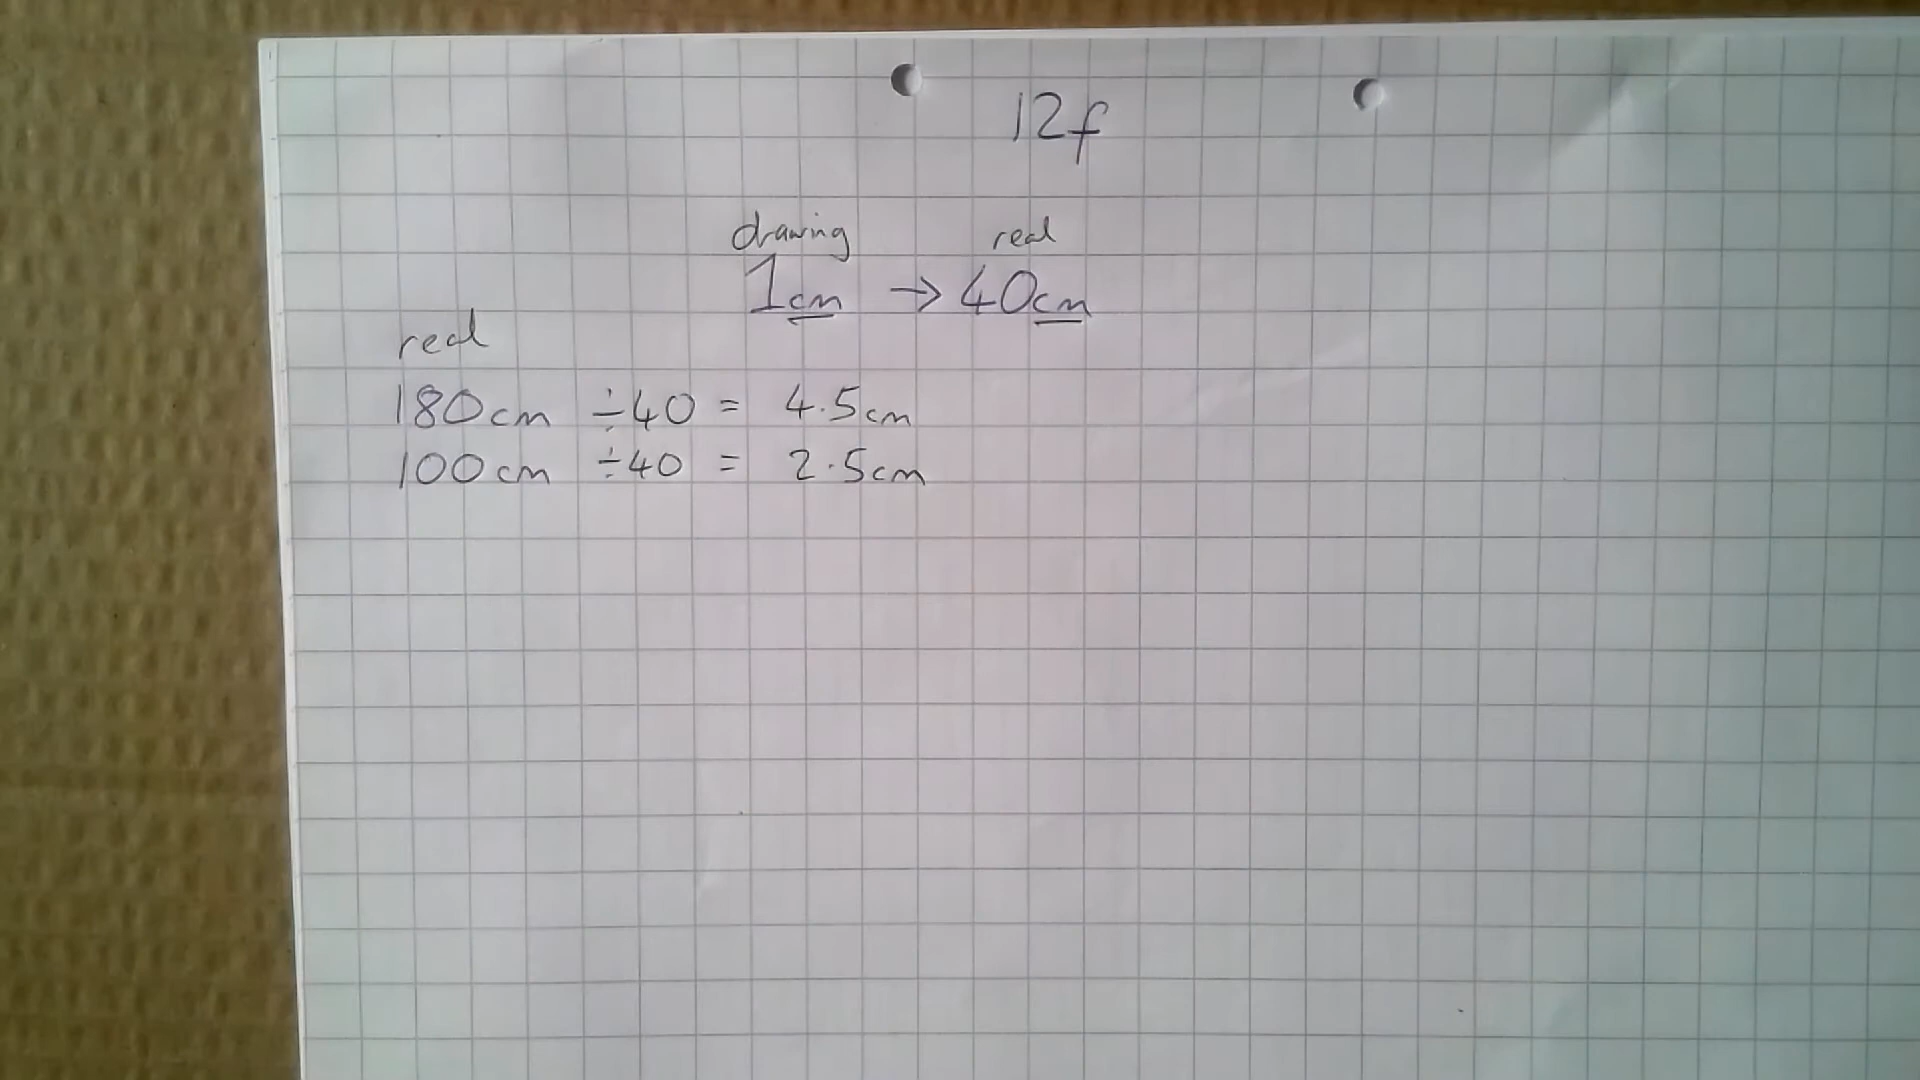 12f
drawing real
1cm → 40cm
real
180cm ÷40 = 4.5cm
100cm ÷40 = 2.5cm